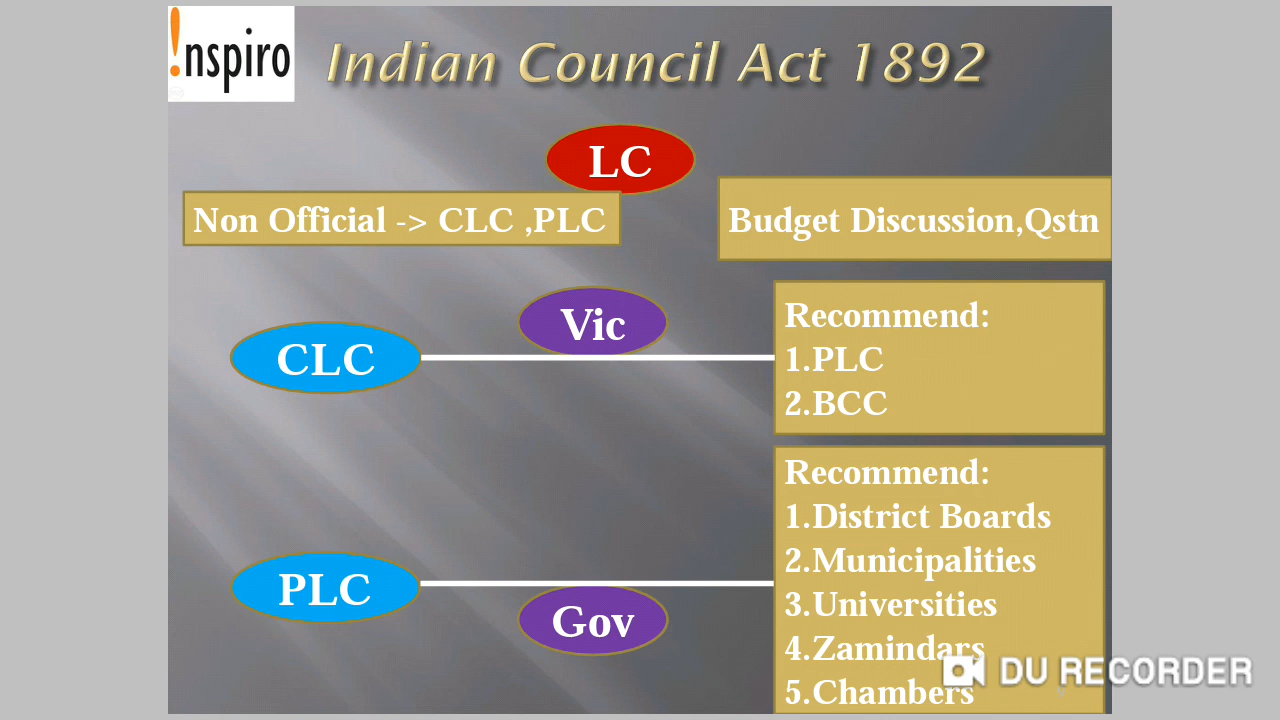 !nspiro
Indian Council Act 1892
LC
Non Official -> CLC ,PLC
Budget Discussion,Qstn
Vic
CLC
Recommend:
1.PLC
2.BCC
PLC
Gov
Recommend:
1.District Boards
2.Municipalities
3.Universities
4.Zamindars
5.Chambers
DU RECORDER